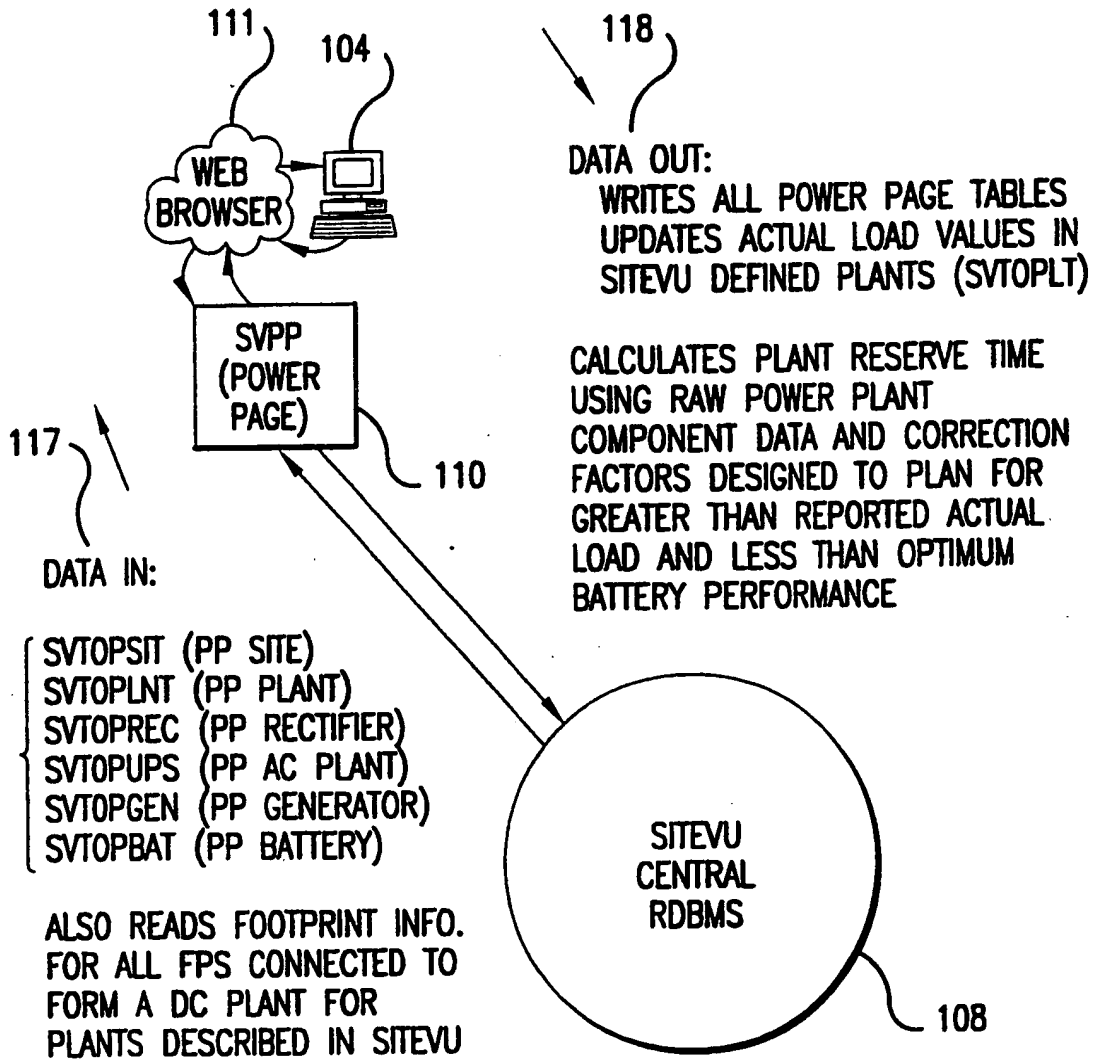 111
104
118
WEB
BROWSER
DATA OUT:
WRITES ALL POWER PAGE TABLES
UPDATES ACTUAL LOAD VALUES IN
SITEVU DEFINED PLANTS (SVTOPLT)
SVPP
(POWER
PAGE)
CALCULATES PLANT RESERVE TIME
USING RAW POWER PLANT
COMPONENT DATA AND CORRECTION
FACTORS DESIGNED TO PLAN FOR
GREATER THAN REPORTED ACTUAL
LOAD AND LESS THAN OPTIMUM
BATTERY PERFORMANCE
117
110
DATA IN:
SVTOPSIT (PP SITE)
SVTOPLNT (PP PLANT)
SVTOPREC (PP RECTIFIER)
SVTOPUPS (PP AC PLANT)
SVTOPGEN (PP GENERATOR)
SVTOPBAT (PP BATTERY)
SITEVU
CENTRAL
RDBMS
ALSO READS FOOTPRINT INFO.
FOR ALL FPS CONNECTED TO
FORM A DC PLANT FOR
PLANTS DESCRIBED IN SITEVU
108